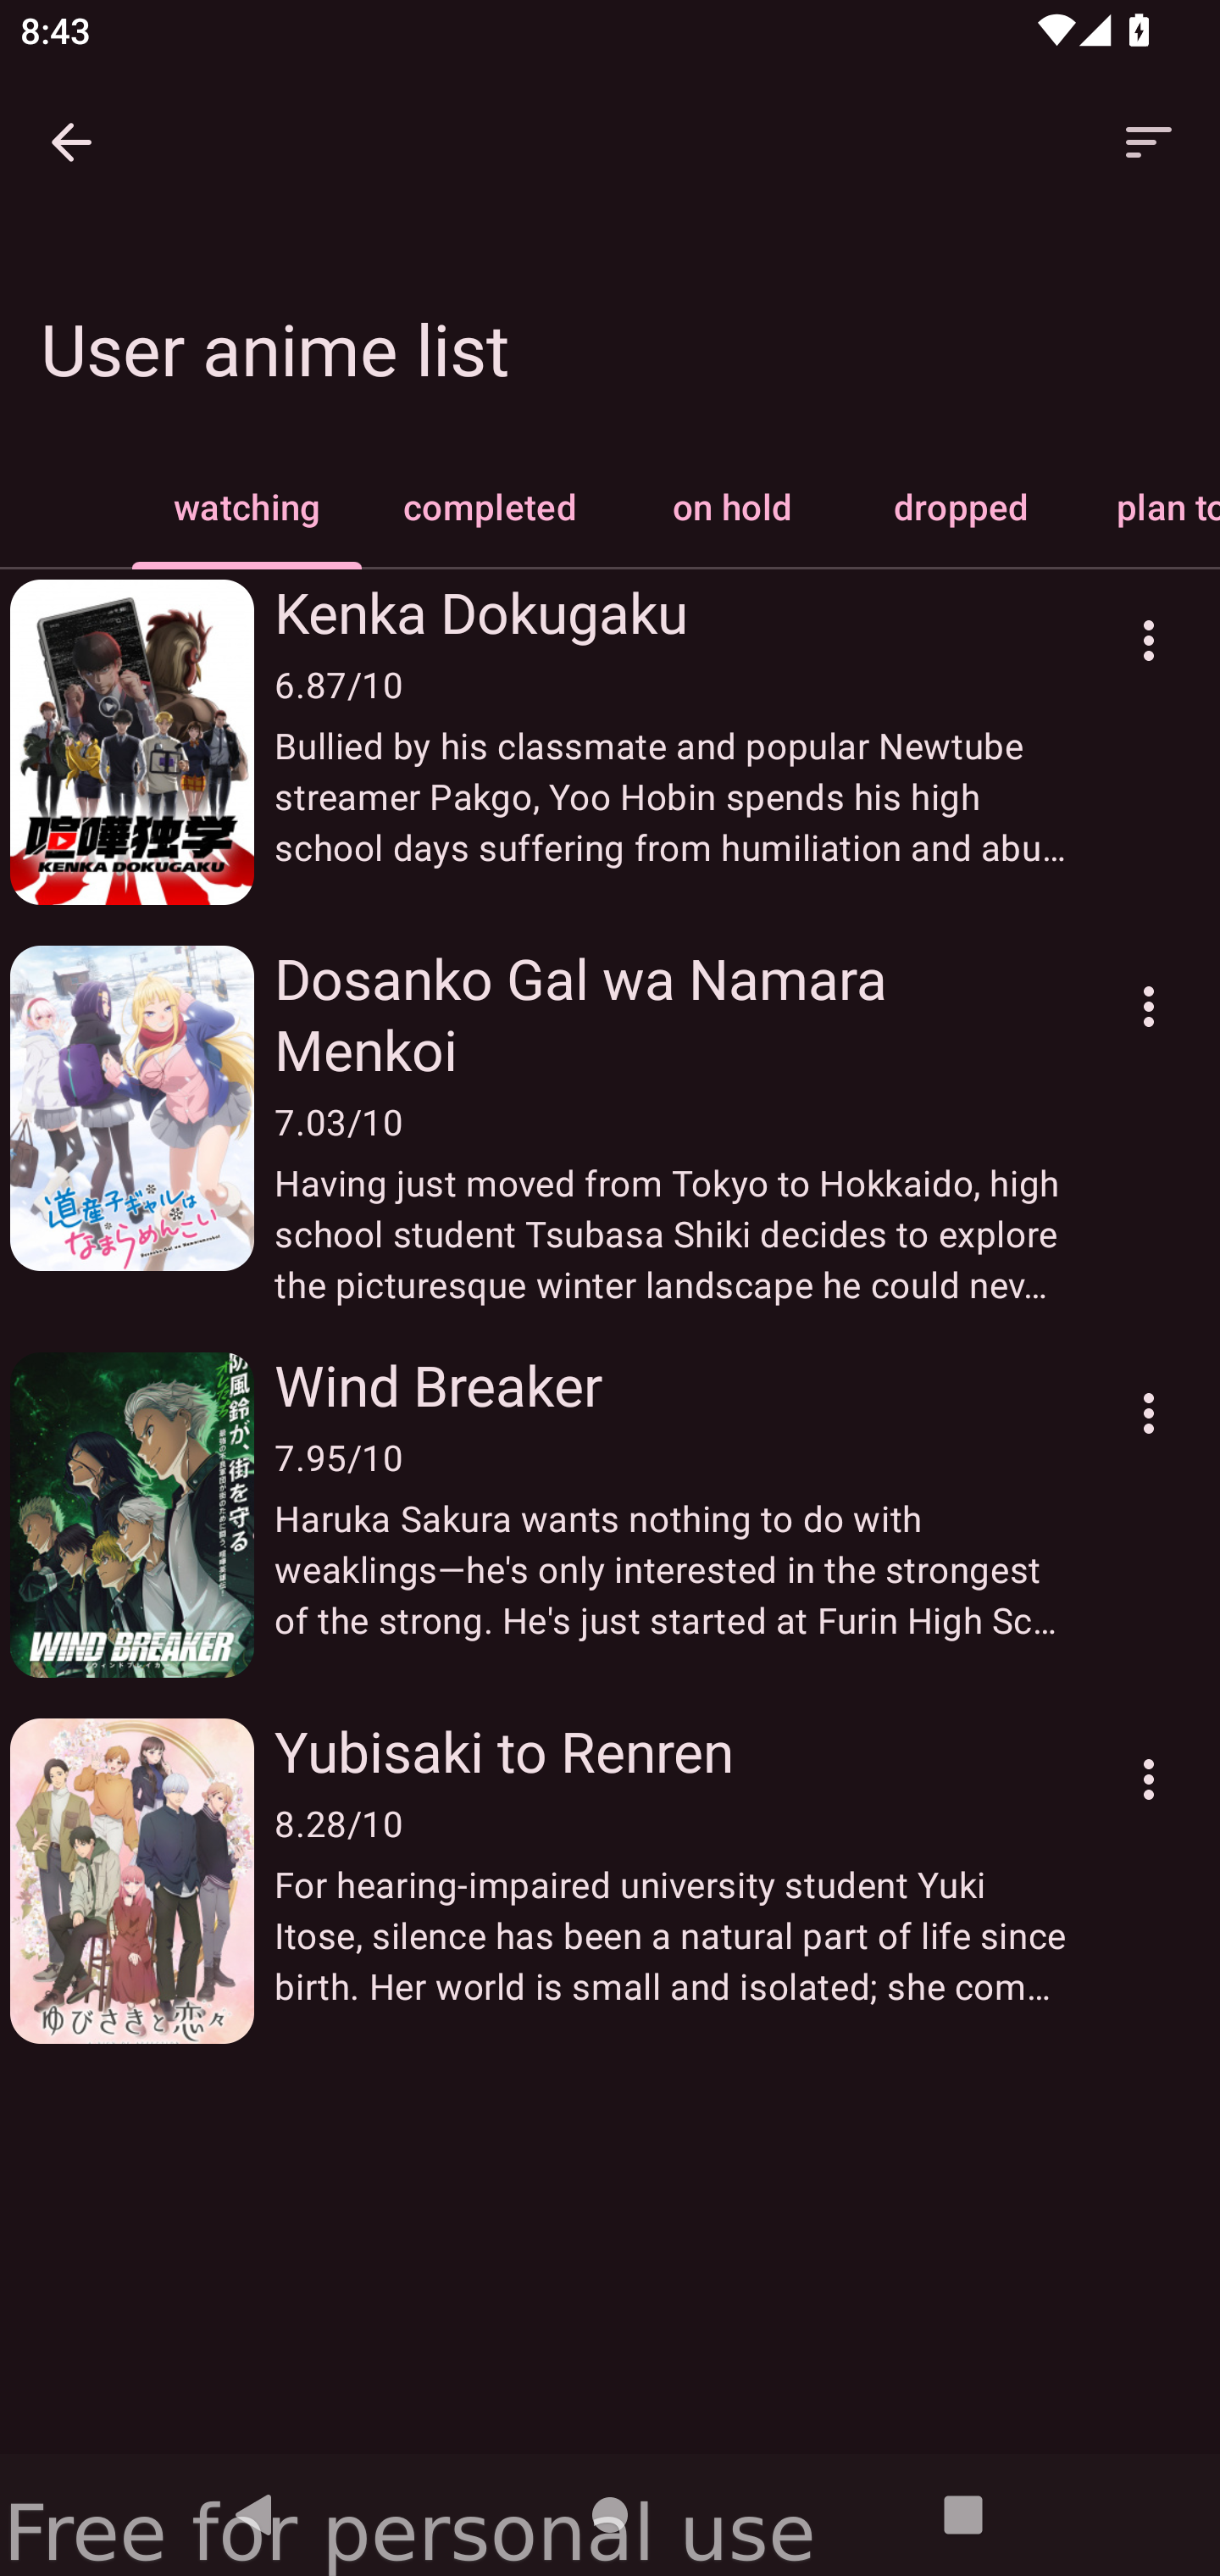 8:43
User anime list
watching completed on hold dropped plan to
Kenka Dokugaku
6.87/10
Bullied by his classmate and popular Newtube
streamer Pakgo, Yoo Hobin spends his high
school days suffering from humiliation and abu…
喧嘩独学
KENKA DOKUGAKU
Dosanko Gal wa Namara
Menkoi
7.03/10
Having just moved from Tokyo to Hokkaido, high
school student Tsubasa Shiki decides to explore
the picturesque winter landscape he could nev…
道産子ギャルは
なまらめんこい
Wind Breaker
7.95/10
Haruka Sakura wants nothing to do with
weaklings—he's only interested in the strongest
of the strong. He's just started at Furin High Sc…
防風鈴が、街を守る
WIND BREAKER
Yubisaki to Renren
8.28/10
For hearing-impaired university student Yuki
Itose, silence has been a natural part of life since
birth. Her world is small and isolated; she com…
ゆびさきと恋々
Free for personal use